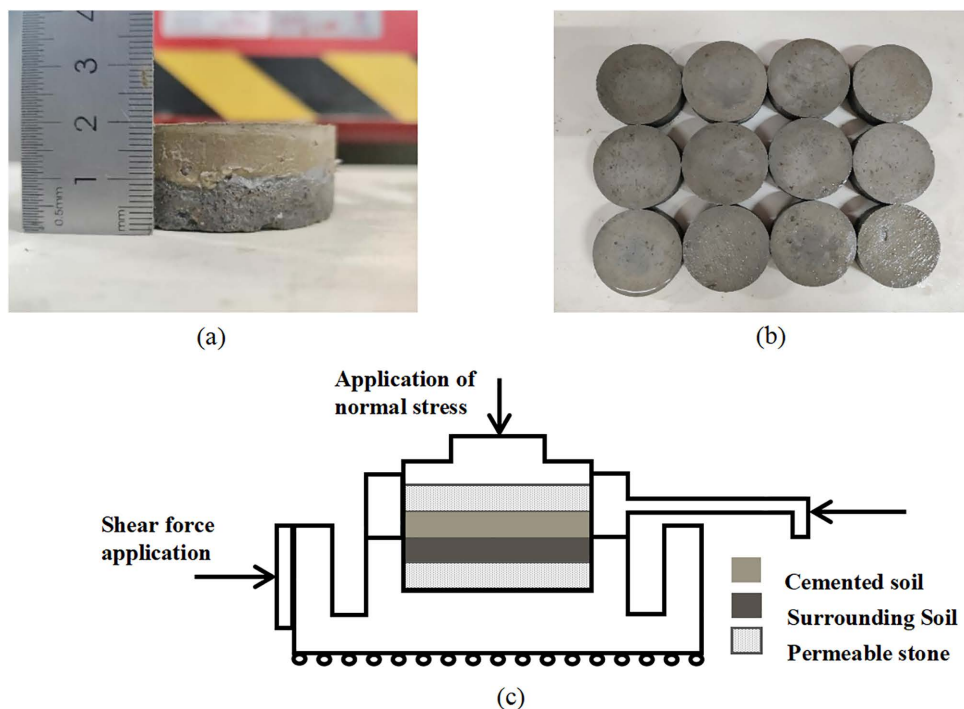 4
3
2
1
0.5mm
mm
(a)
(b)
Application of
normal stress
Shear force
application
Cemented soil
Surrounding Soil
Permeable stone
(c)